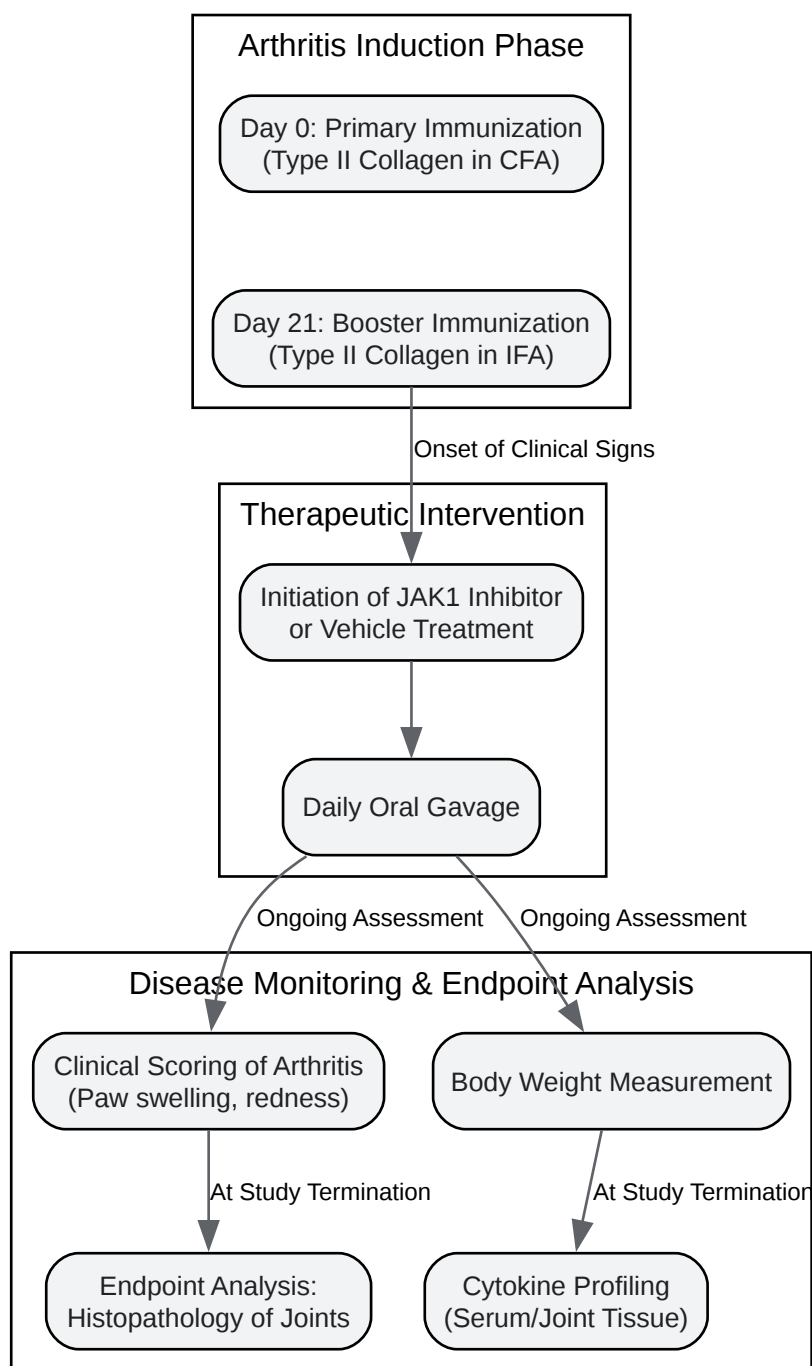 Arthritis Induction Phase
Day 0: Primary Immunization
(Type II Collagen in CFA)
Day 21: Booster Immunization
(Type II Collagen in IFA)
Onset of Clinical Signs
Therapeutic Intervention
Initiation of JAK1 Inhibitor
or Vehicle Treatment
Daily Oral Gavage
Ongoing Assessment
Ongoing Assessment
Disease Monitoring & Endpoint Analysis
Clinical Scoring of Arthritis
(Paw swelling, redness)
Body Weight Measurement
At Study Termination
At Study Termination
Endpoint Analysis:
Histopathology of Joints
Cytokine Profiling
(Serum/Joint Tissue)